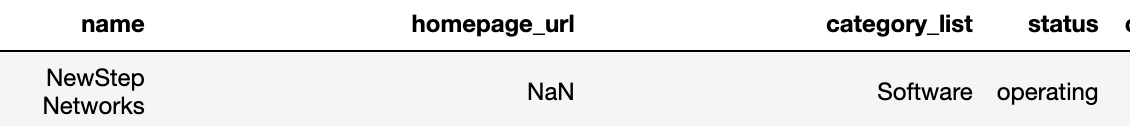 name homepage_url category_list status
NewStep
Networks NaN Software operating